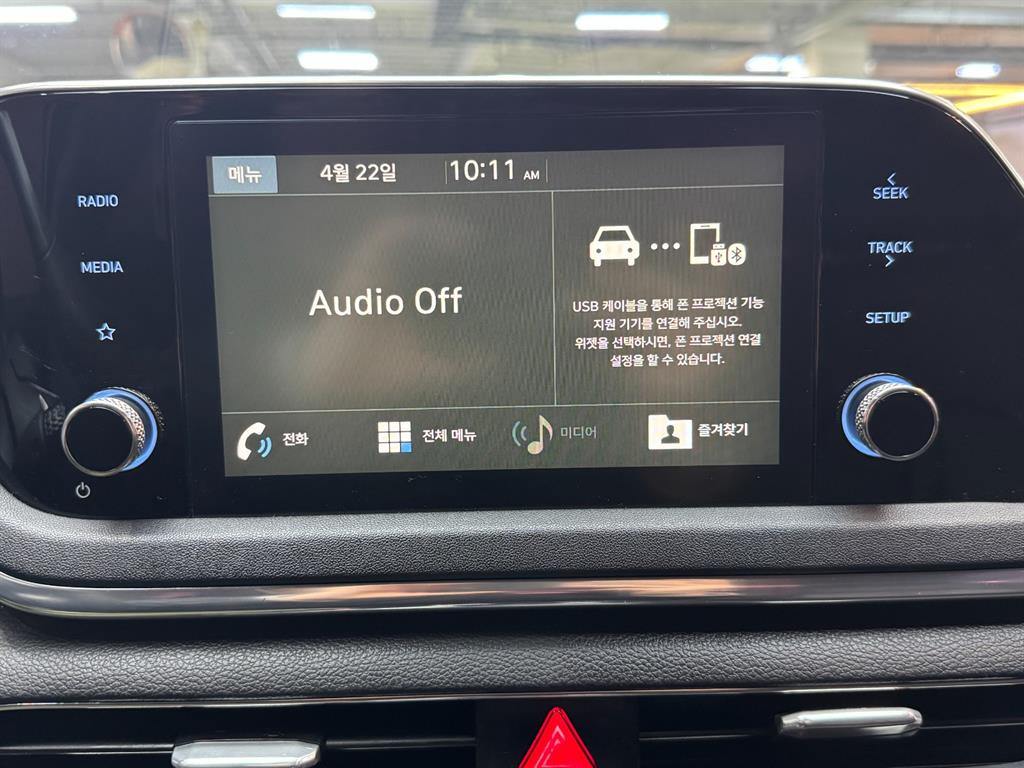 메뉴 4월 22일 10:11 AM
RADIO
MEDIA
Audio Off
USB 케이블을 통해 폰 프로젝션 기능
지원 기기를 연결해 주십시오.
위젯을 선택하시면, 폰 프로젝션 연결
설정을 할 수 있습니다.
전화 전체 메뉴 미디어 즐겨찾기
SEEK
TRACK
SETUP